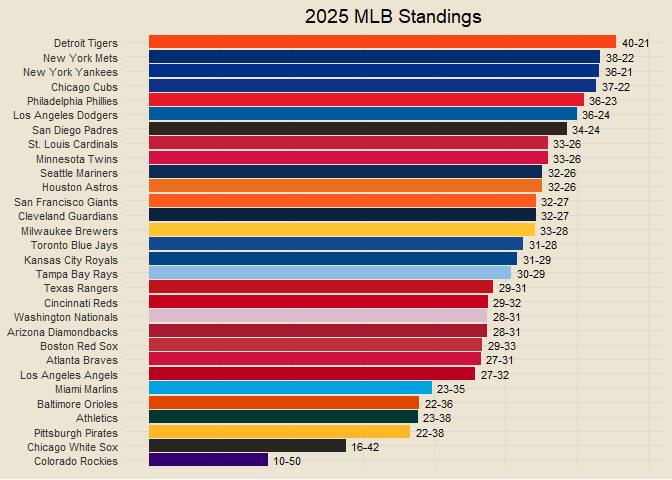 2025 MLB Standings
Detroit Tigers 40-21
New York Mets 38-22
New York Yankees 36-21
Chicago Cubs 37-22
Philadelphia Phillies 36-23
Los Angeles Dodgers 36-24
San Diego Padres 34-24
St. Louis Cardinals 33-26
Minnesota Twins 33-26
Seattle Mariners 32-26
Houston Astros 32-26
San Francisco Giants 32-27
Cleveland Guardians 32-27
Milwaukee Brewers 33-28
Toronto Blue Jays 31-28
Kansas City Royals 31-29
Tampa Bay Rays 30-29
Texas Rangers 29-31
Cincinnati Reds 29-32
Washington Nationals 28-31
Arizona Diamondbacks 28-31
Boston Red Sox 29-33
Atlanta Braves 27-31
Los Angeles Angels 27-32
Miami Marlins 23-35
Baltimore Orioles 22-36
Athletics 23-38
Pittsburgh Pirates 22-38
Chicago White Sox 16-42
Colorado Rockies 10-50